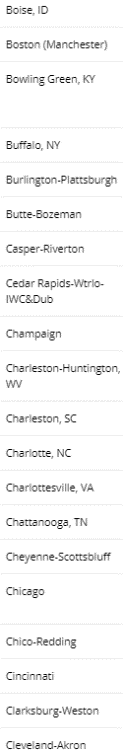 Boise, ID
Boston (Manchester)
Bowling Green, KY
Buffalo, NY
Burlington-Plattsburgh
Butte-Bozeman
Casper-Riverton
Cedar Rapids-Wtrlo-
IWC&Dub
Champaign
Charleston-Huntington,
WV
Charleston, SC
Charlotte, NC
Charlottesville, VA
Chattanooga, TN
Cheyenne-Scottsbluff
Chicago
Chico-Redding
Cincinnati
Clarksburg-Weston
Cleveland-Akron